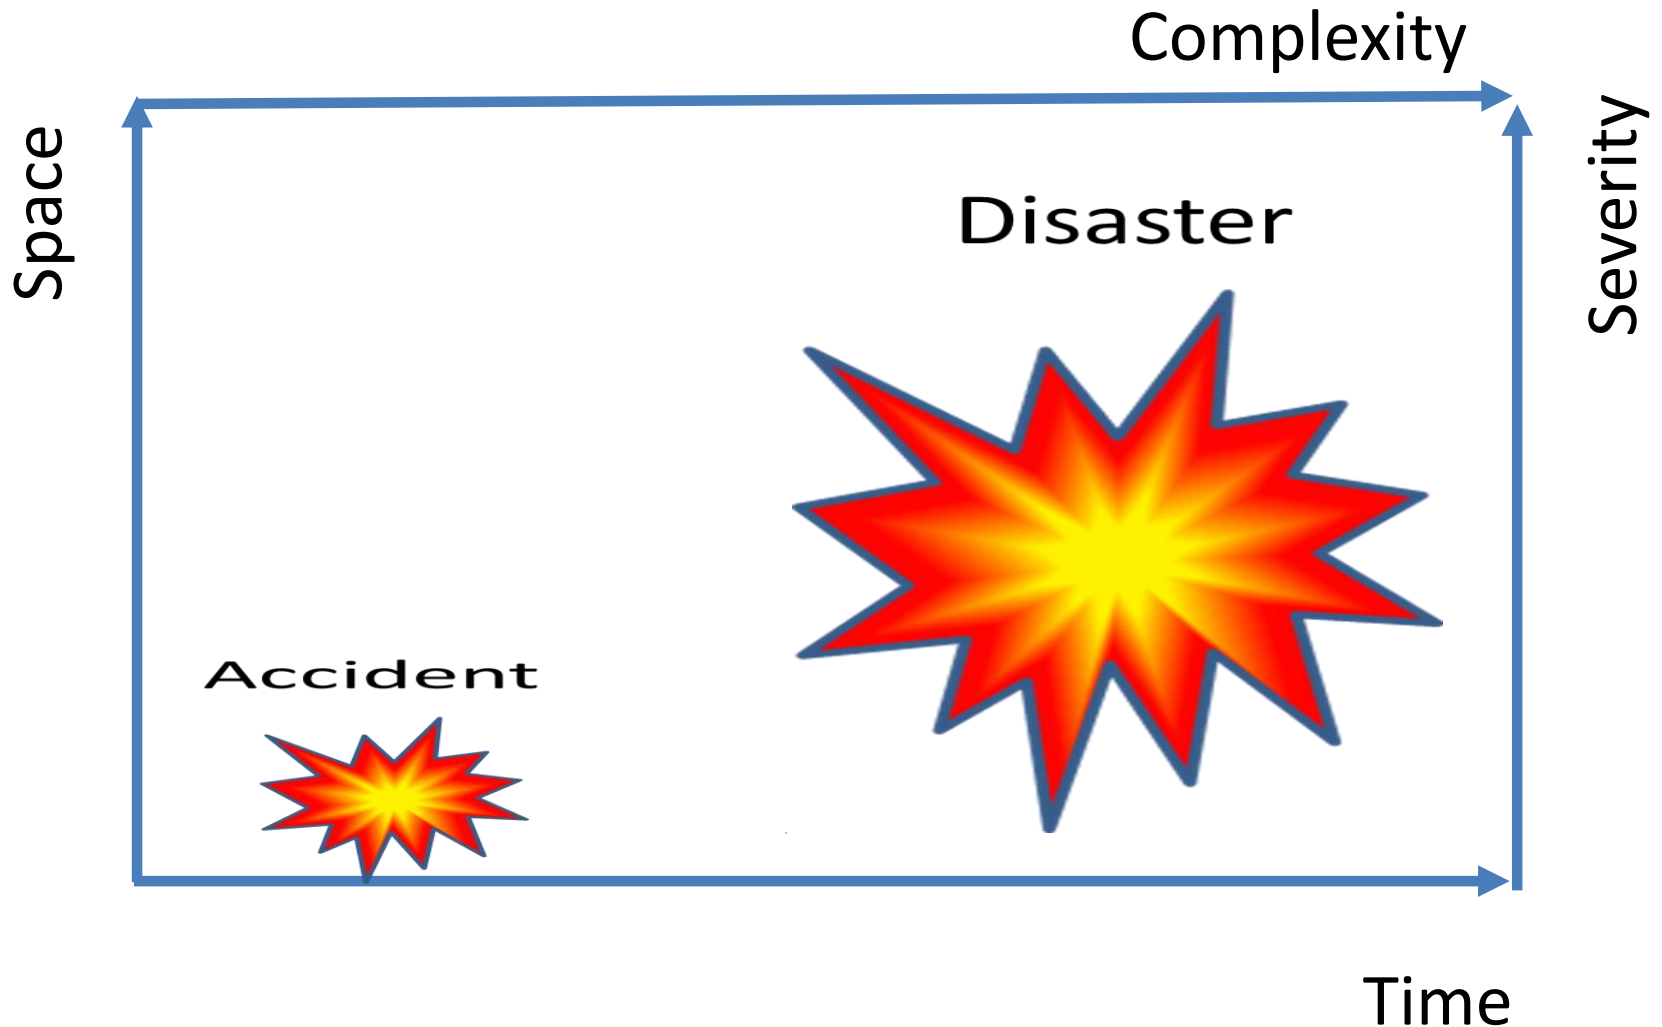 Complexity
Space
Severity
Disaster
Accident
Time